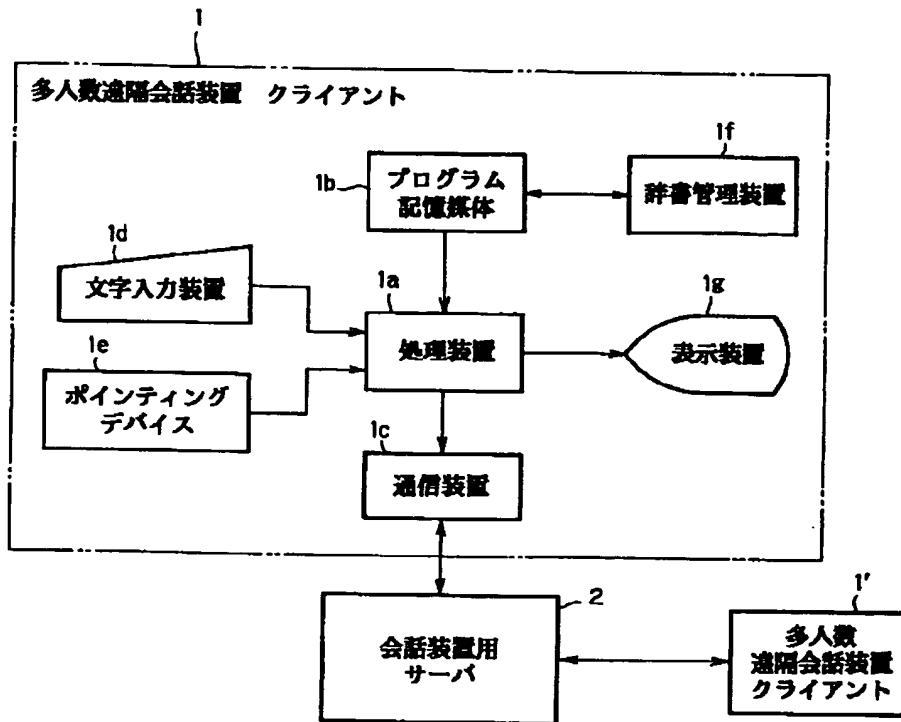 1
多人数遠隔会話装置 クライアント
1f
1b
プログラム
記憶媒体
辞書管理装置
1d
文字入力装置
1a
処理装置
1g
表示装置
1e
ポインティング
デバイス
1c
通信装置
2
会話装置用
サーバ
1'
多人数
遠隔会話装置
クライアント